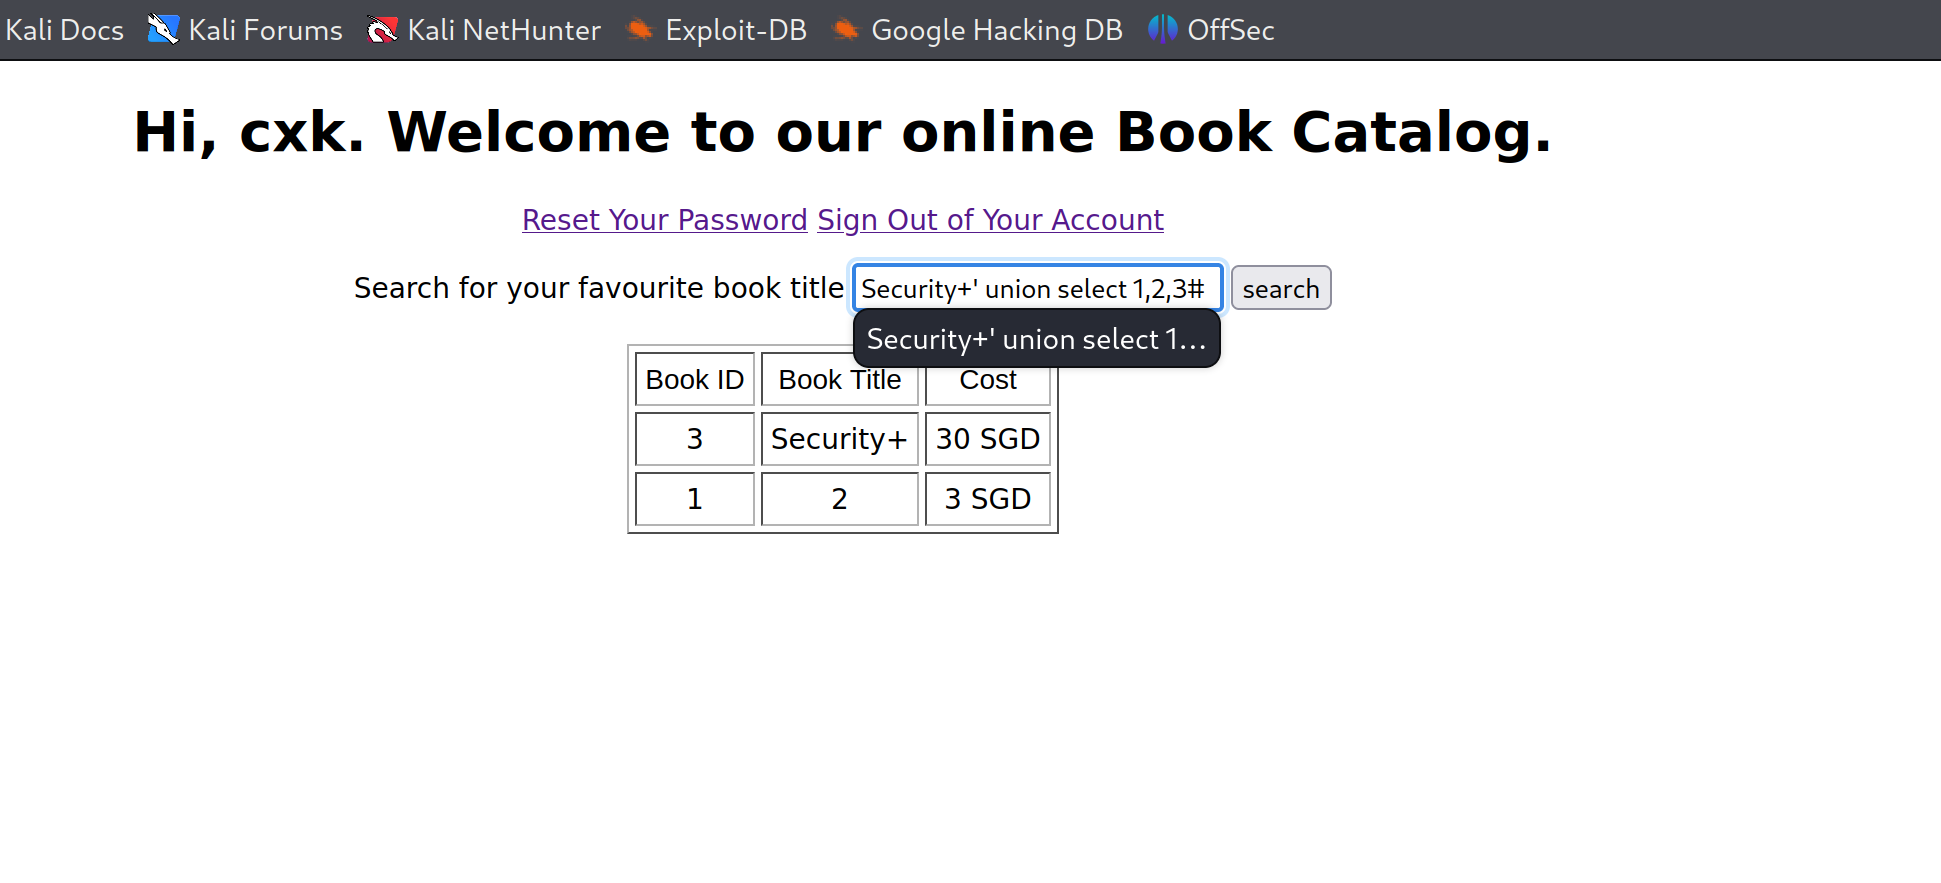 Kali Docs Kali Forums Kali NetHunter Exploit-DB Google Hacking DB OffSec
Hi, cxk. Welcome to our online Book Catalog.
Reset Your Password Sign Out of Your Account
Search for your favourite book title Security+' union select 1,2,3# search
Security+' union select 1...
Book ID Book Title Cost
3 Security+ 30 SGD
1 2 3 SGD